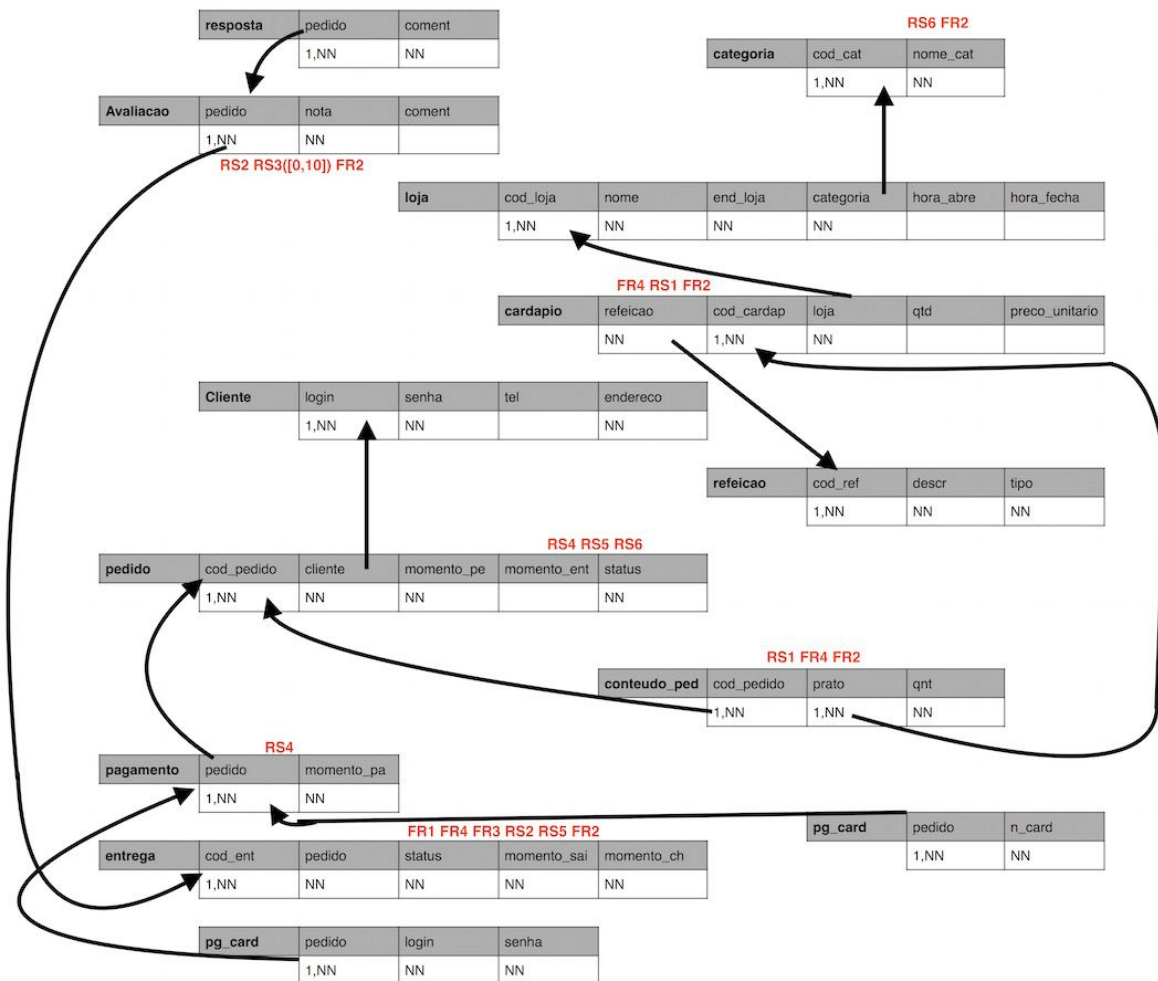 resposta pedido coment
1,NN NN
RS6 FR2
categoria cod_cat nome_cat
1,NN NN
Avaliacao pedido nota coment
1,NN NN
RS2 RS3([0,10]) FR2
loja cod_loja nome end_loja categoria hora_abre hora_fecha
1,NN NN NN NN
FR4 RS1 FR2
cardapio refeicao cod_cardap loja qtd preco_unitario
NN 1,NN NN
Cliente login senha tel endereco
1,NN NN NN
refeicao cod_ref descr tipo
1,NN NN NN
RS4 RS5 RS6
pedido cod_pedido cliente momento_pe momento_ent status
1,NN NN NN NN
RS1 FR4 FR2
conteudo_ped cod_pedido prato qnt
1,NN 1,NN NN
RS4
pagamento pedido momento_pa
1,NN NN
pg_card pedido n_card
1,NN NN
FR1 FR4 FR3 RS2 RS5 FR2
entrega cod_ent pedido status momento_sai momento_ch
1,NN NN NN NN NN
pg_card pedido login senha
1,NN NN NN